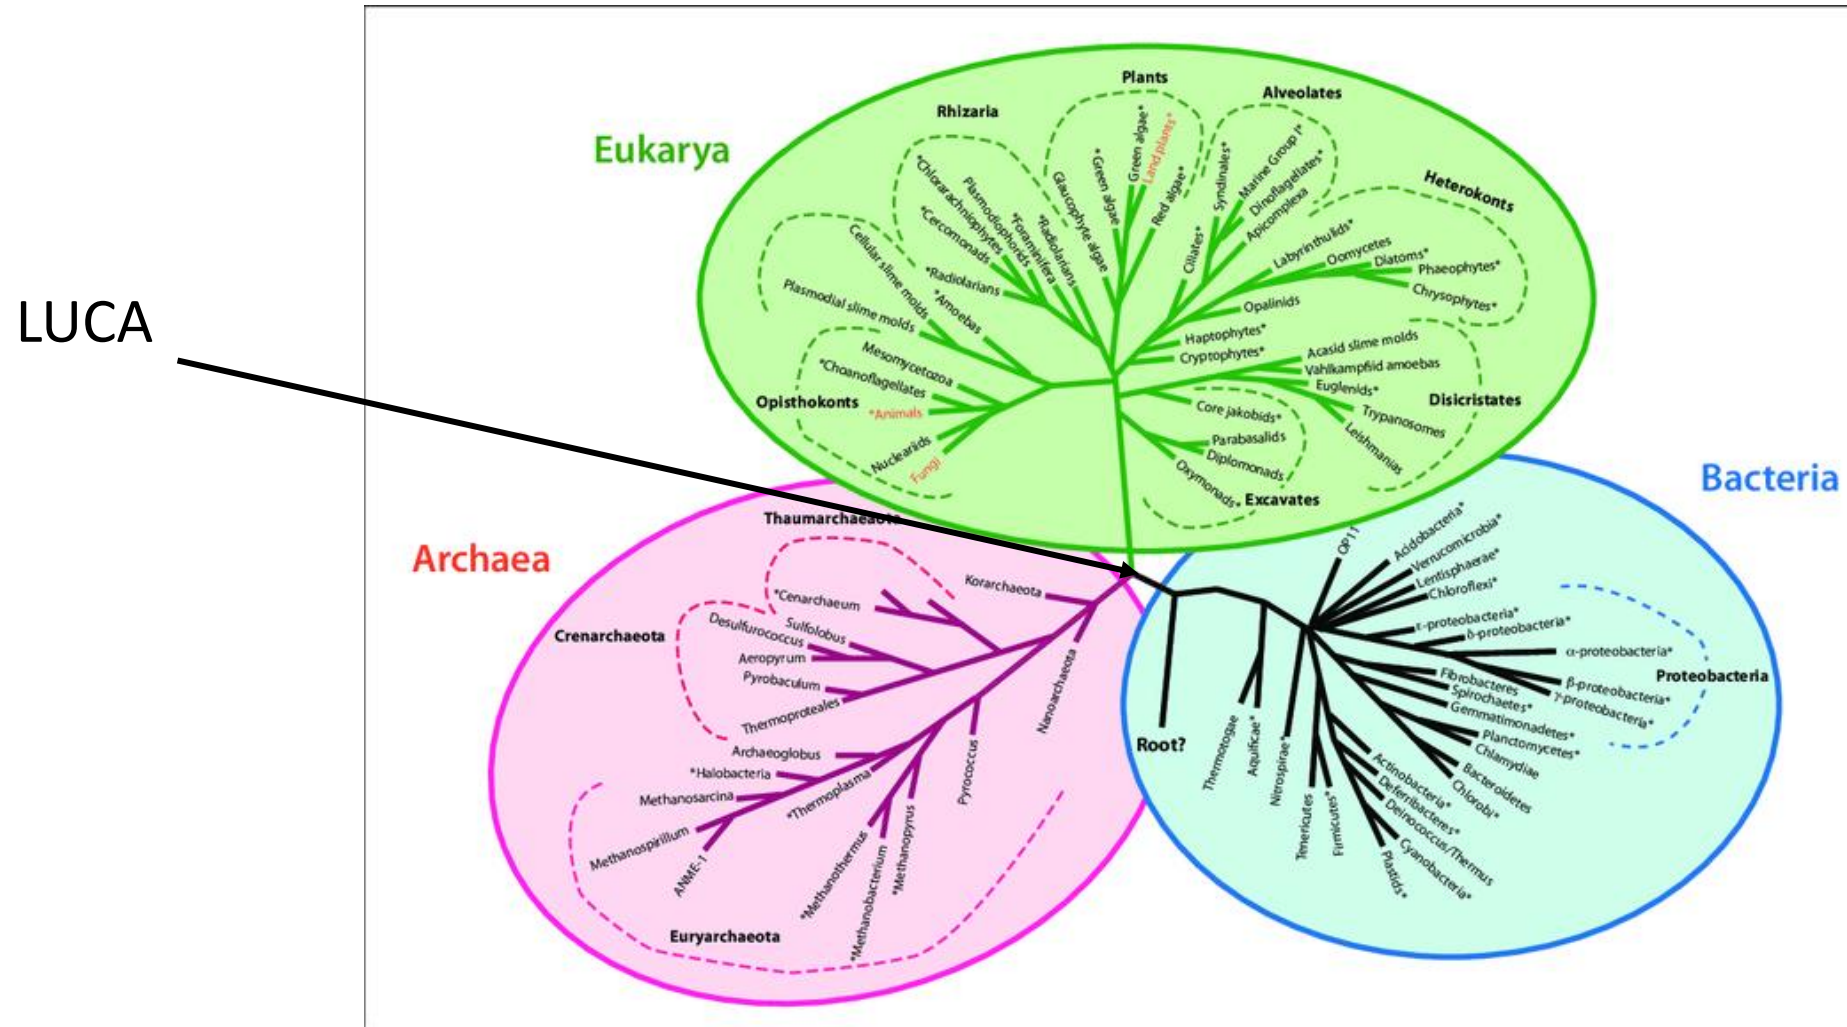 LUCA
Eukarya
Rhizaria
Plants
Alveolates
Heterokonts
*Chlorarachniophytes
*Cercomonads
Plasmodiophorids
*Foraminifera
*Radiolarians
*Radiolarians
Glaucophyte algae
*Green algae
Green algae*
Land plants*
Red algae*
Ciliates*
Syndinales*
Marine Group I*
Dinoflagellates*
Apicomplexa
Labyrinthulids*
Oomycetes
Diatoms*
Phaeophytes*
Chrysophytes*
Opalinids
Haptophytes*
Cryptophytes*
Cellular slime molds
Plasmodial slime molds
*Amoebas
Mesomycetozoa
*Choanoflagellates
Opisthokonts
*Animals
Nucleariids
Fungi
Acasid slime molds
Vahlkampfiid amoebas
Euglenids*
Trypanosomes
Leishmanias
Disicristates
Core jakobids*
Parabasalids
Diplomonads
Oxymonads*
Excavates
Archaea
Thaumarchaeaota
Korarchaeota
*Cenarchaeum
Crenarchaeota
Sulfolobus
Desulfurococcus
Aeropyrum
Pyrobaculum
Thermoproteales
Nanoarchaeota
Archaeoglobus
*Halobacteria
Methanosarcina
*Thermoplasma
Methanospirillum
ANME-1
Pyrococcus
*Methanothermus
*Methanobacterium
*Methanopyrus
Euryarchaeota
Bacteria
Root?
Thermotogae
Aquificae*
Nitrospirae*
OP11
Acidobacteria*
Verrucomicrobia*
Lentisphaerae*
Chloroflexi*
ε-proteobacteria*
δ-proteobacteria*
α-proteobacteria*
Proteobacteria
β-proteobacteria*
γ-proteobacteria*
Fibrobacteres
Spirochaetes*
Gemmatimonadetes*
Planctomycetes*
Chlamydiae
Bacteroidetes
Chlorobi*
Actinobacteria*
Deferribacteres*
Deinococcus/Thermus
Cyanobacteria*
Plastids*
Firmicutes*
Tenericutes